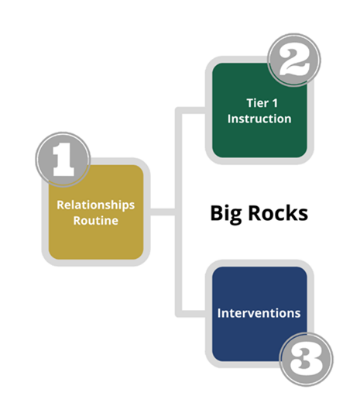 1
Relationships
Routine
2
Tier 1
Instruction
Big Rocks
Interventions
3